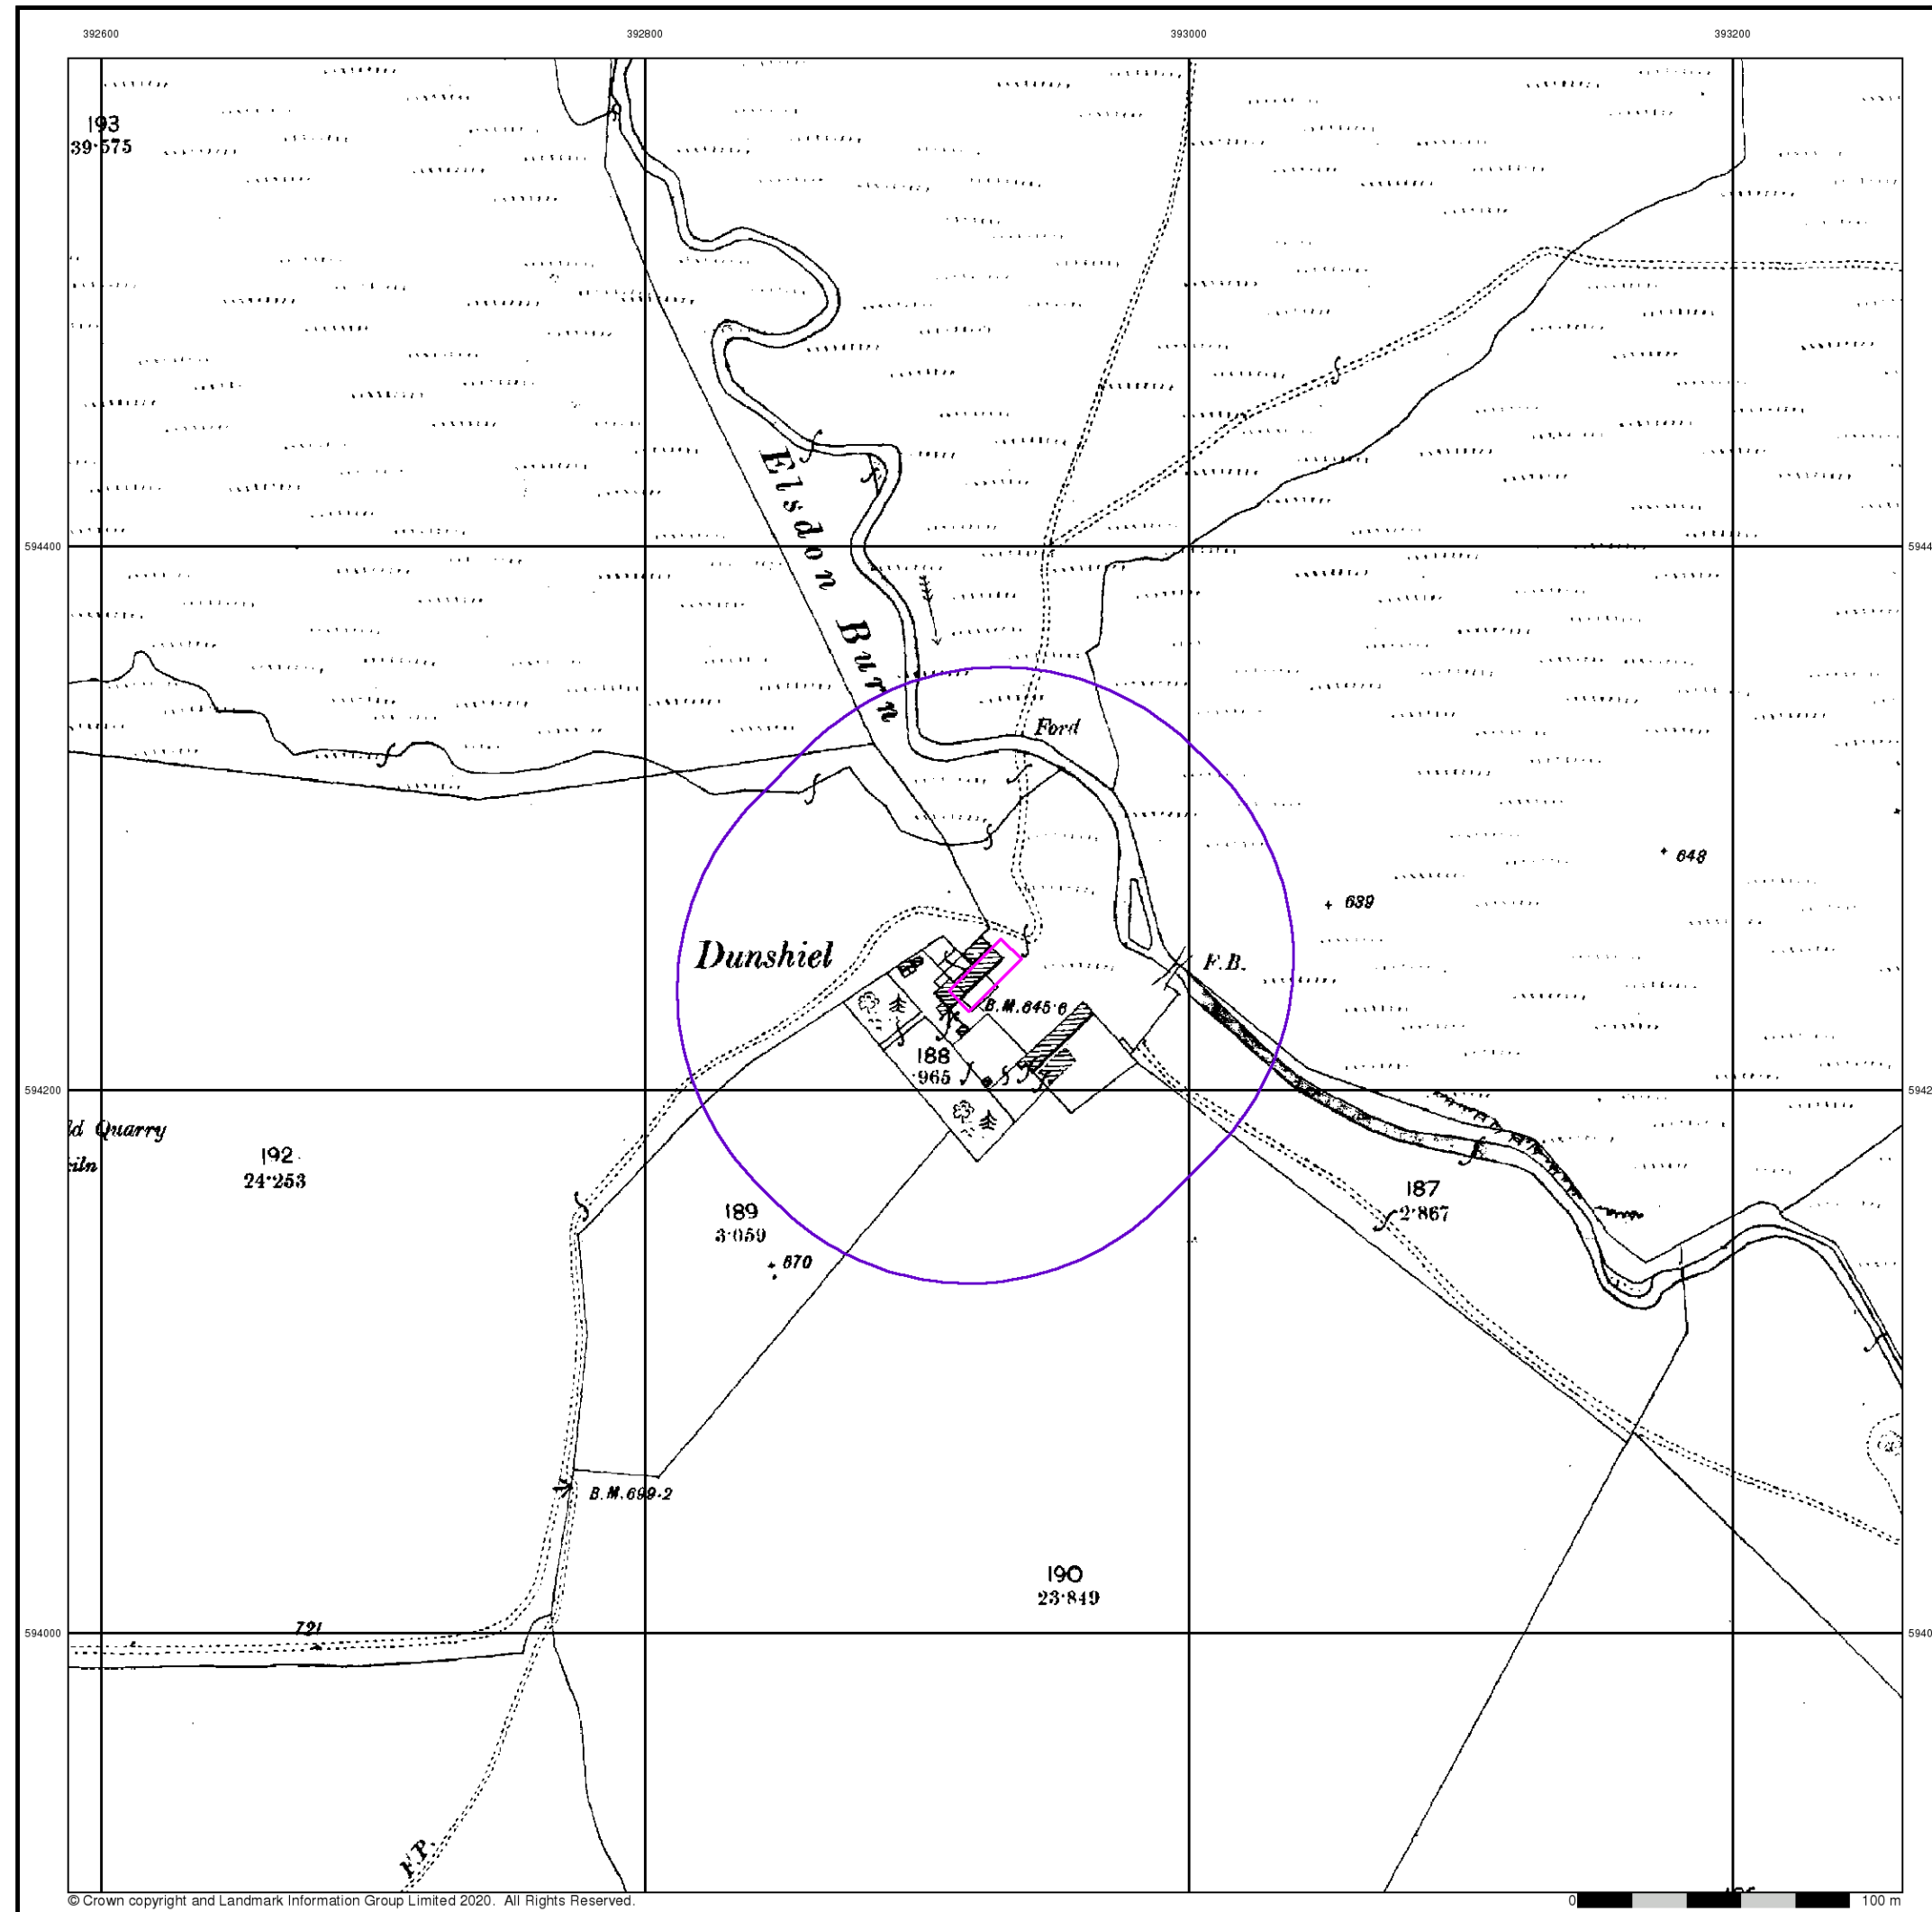 392600
392800
393000
393200
193
39·575
Elsdon Burn
594400
Ford
648
639
Dunshiel
F.B.
B.M.645·6
188
·965
594200
Quarry
192
24·253
187
2·867
189
3·059
670
B.M.699·2
190
23·849
721
594000
F.P.
© Crown copyright and Landmark Information Group Limited 2020. All Rights Reserved.
0
100 m